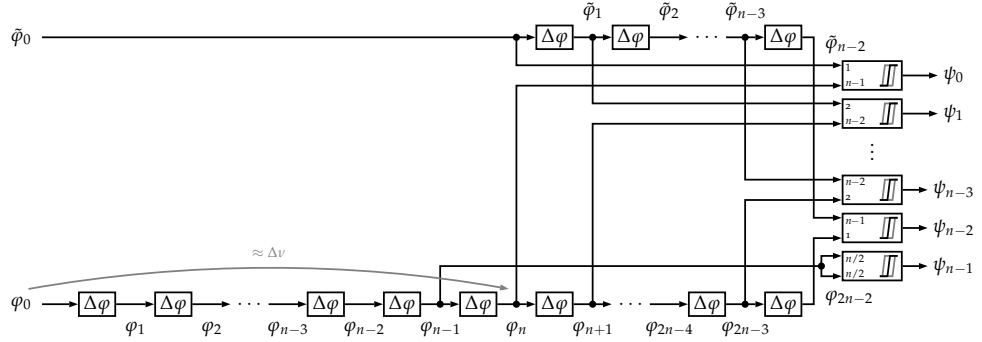 φ̃₁ φ̃₂ φ̃ₙ₋₃
φ̃₀ Δφ Δφ ··· Δφ φ̃ₙ₋₂
1 n−1 ψ₀
2 n−2 ψ₁
⋮
n−2 2 ψₙ₋₃
n−1 1 ψₙ₋₂
≈ Δν n/2 n/2 ψₙ₋₁
φ₀ Δφ Δφ ··· Δφ Δφ Δφ Δφ ··· Δφ Δφ φ₂ₙ₋₂
φ₁ φ₂ φₙ₋₃ φₙ₋₂ φₙ₋₁ φₙ φₙ₊₁ φ₂ₙ₋₄ φ₂ₙ₋₃